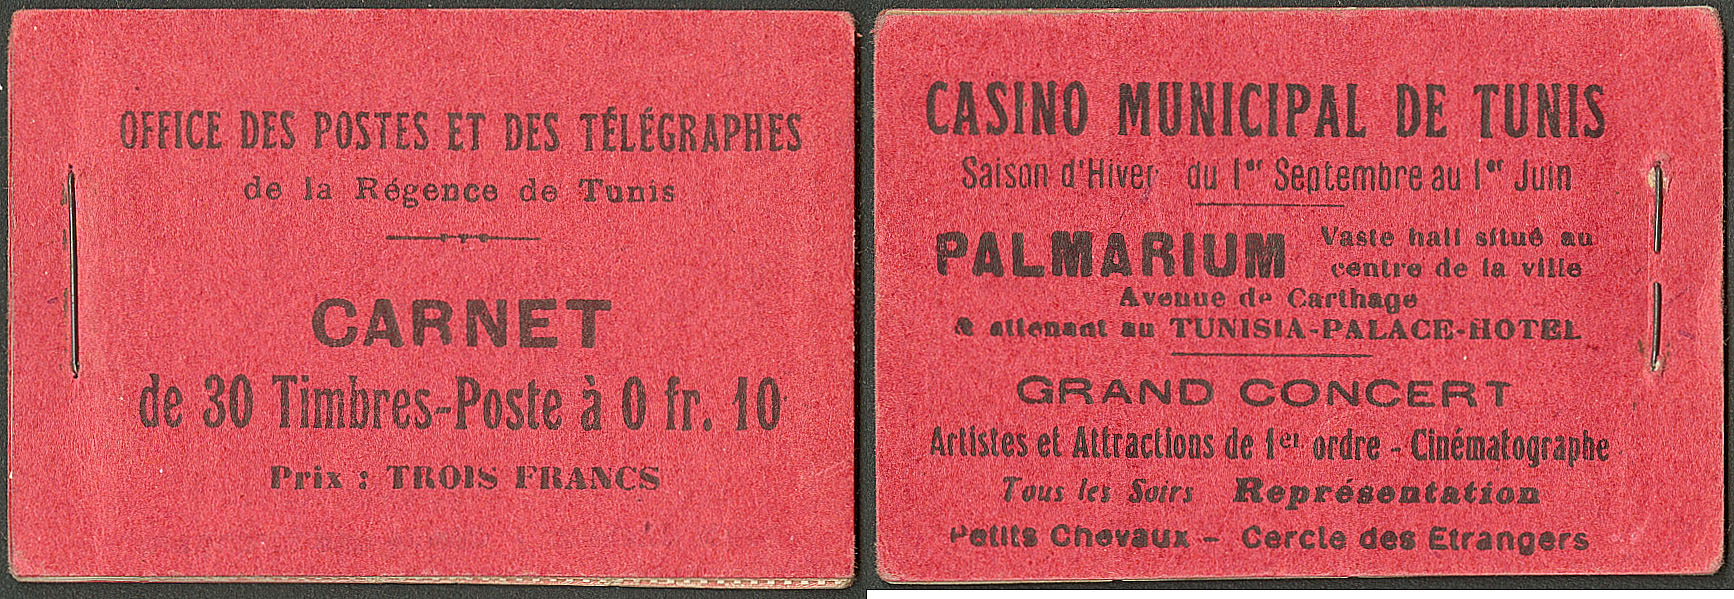 OFFICE DES POSTES ET DES TÉLÉGRAPHES
de la Régence de Tunis
CARNET
de 30 Timbres-Poste à 0 fr. 10
Prix : TROIS FRANCS
CASINO MUNICIPAL DE TUNIS
Saison d'Hiver du 1er Septembre au 1er Juin
PALMARIUM Vaste hall situé au
centre de la ville
Avenue de Carthage
& attenant au TUNISIA-PALACE-HOTEL
GRAND CONCERT
Artistes et Attractions de 1er ordre - Cinématographe
Tous les Soirs Représentation
Petits Chevaux - Cercle des Etrangers